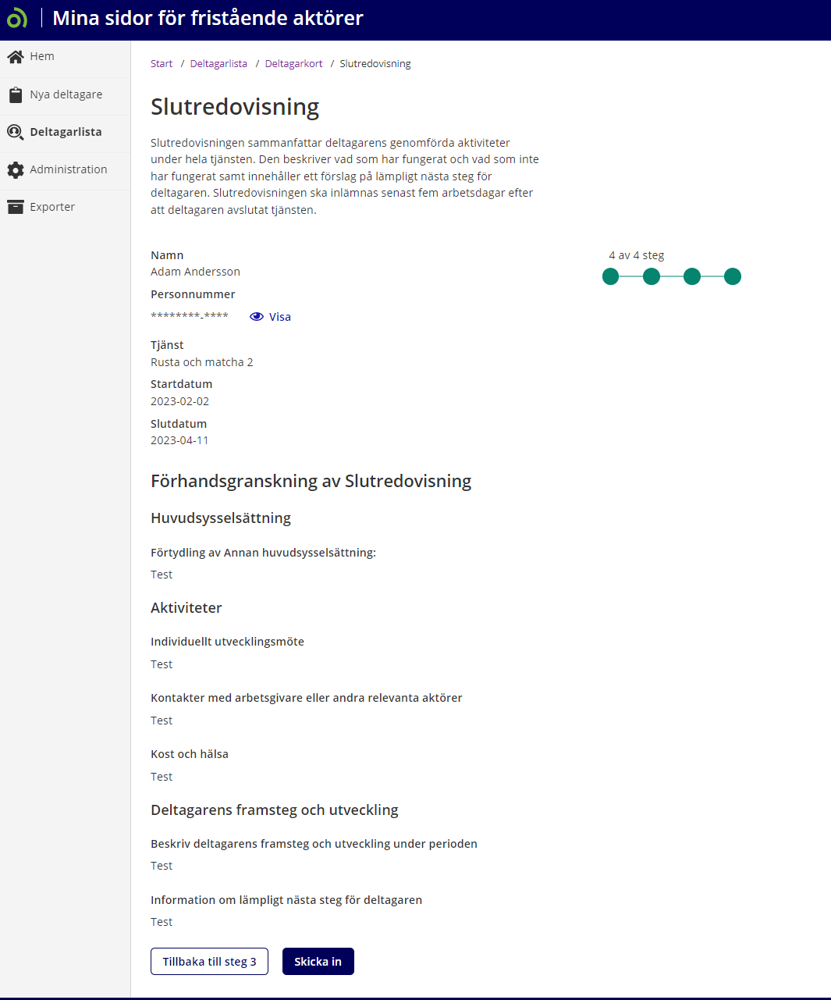 Mina sidor för fristående aktörer
Hem
Nya deltagare
Deltagarlista
Administration
Exporter
Start / Deltagarlista / Deltagarkort / Slutredovisning
Slutredovisning
Slutredovisningen sammanfattar deltagarens genomförda aktiviteter
under hela tjänsten. Den beskriver vad som har fungerat och vad som inte
har fungerat samt innehåller ett förslag på lämpligt nästa steg för
deltagaren. Slutredovisningen ska inlämnas senast fem arbetsdagar efter
att deltagaren avslutat tjänsten.
Namn
Adam Andersson
4 av 4 steg
Personnummer
********-**** Visa
Tjänst
Rusta och matcha 2
Startdatum
2023-02-02
Slutdatum
2023-04-11
Förhandsgranskning av Slutredovisning
Huvudsysselsättning
Förtydling av Annan huvudsysselsättning:
Test
Aktiviteter
Individuellt utvecklingsmöte
Test
Kontakter med arbetsgivare eller andra relevanta aktörer
Test
Kost och hälsa
Test
Deltagarens framsteg och utveckling
Beskriv deltagarens framsteg och utveckling under perioden
Test
Information om lämpligt nästa steg för deltagaren
Test
Tillbaka till steg 3 Skicka in